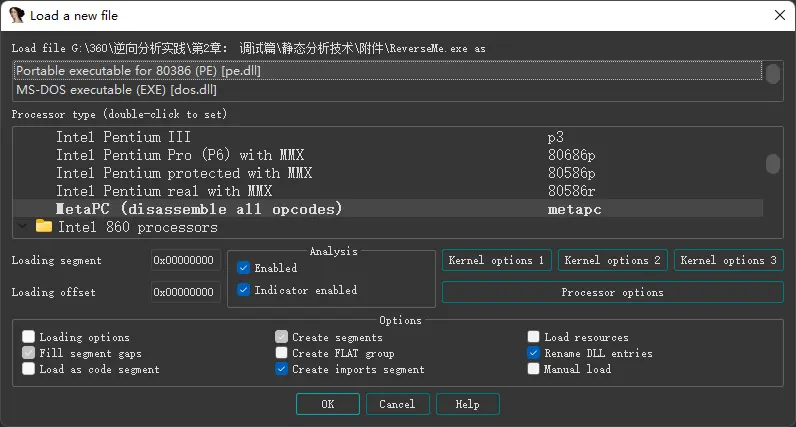 Load a new file
Load file G:\360\逆向分析实践\第2章： 调试篇\静态分析技术\附件\ReverseMe.exe as
Portable executable for 80386 (PE) [pe.dll]
MS-DOS executable (EXE) [dos.dll]
Processor type (double-click to set)
Intel Pentium III p3
Intel Pentium Pro (P6) with MMX 80686p
Intel Pentium protected with MMX 80586p
Intel Pentium real with MMX 80586r
MetaPC (disassemble all opcodes) metapc
Intel 860 processors
Analysis
Loading segment 0x00000000 Enabled Kernel options 1 Kernel options 2 Kernel options 3
Loading offset 0x00000000 Indicator enabled Processor options
Options
Loading options Create segments Load resources
Fill segment gaps Create FLAT group Rename DLL entries
Load as code segment Create imports segment Manual load
OK Cancel Help